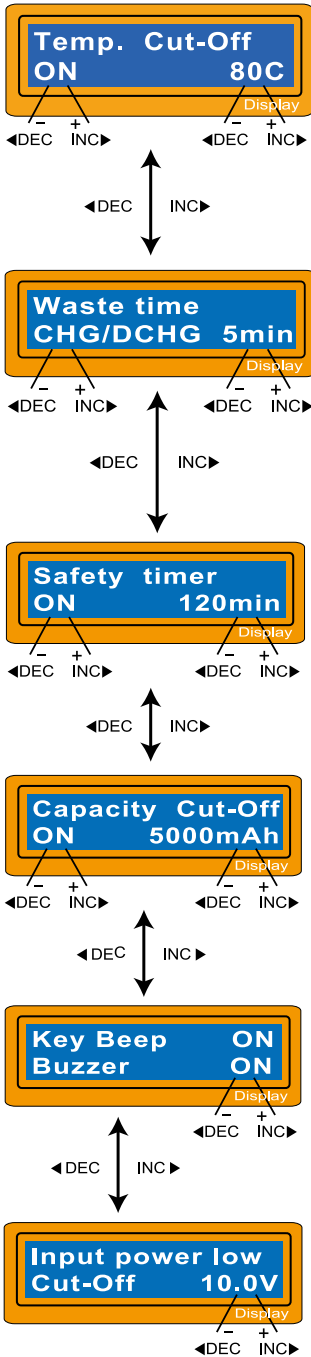 Temp. Cut-Off
ON 80C
Display
- + - +
◀DEC INC▶ ◀DEC INC▶
◀DEC INC▶
Waste time
CHG/DCHG 5min
Display
- + - +
◀DEC INC▶ ◀DEC INC▶
◀DEC INC▶
Safety timer
ON 120min
Display
- + - +
◀DEC INC▶ ◀DEC INC▶
◀DEC INC▶
Capacity Cut-Off
ON 5000mAh
Display
- + - +
◀DEC INC▶ ◀DEC INC▶
◀DEC INC▶
Key Beep ON
Buzzer ON
Display
- +
◀DEC INC▶
◀DEC INC▶
Input power low
Cut-Off 10.0V
Display
- +
◀DEC INC▶